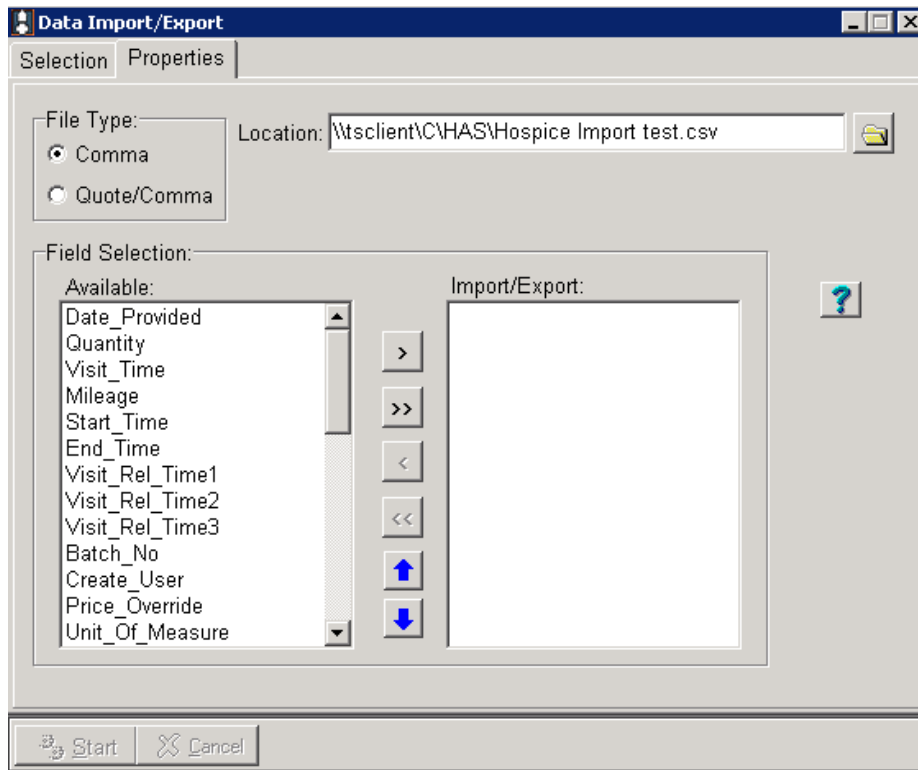 Data Import/Export
Selection Properties
File Type:
Comma
Quote/Comma
Location: \\tsclient\C\HAS\Hospice Import test.csv
Field Selection:
Available:
Date_Provided
Quantity
Visit_Time
Mileage
Start_Time
End_Time
Visit_Rel_Time1
Visit_Rel_Time2
Visit_Rel_Time3
Batch_No
Create_User
Price_Override
Unit_Of_Measure
>
>>
<
<<
Import/Export:
?
Start Cancel